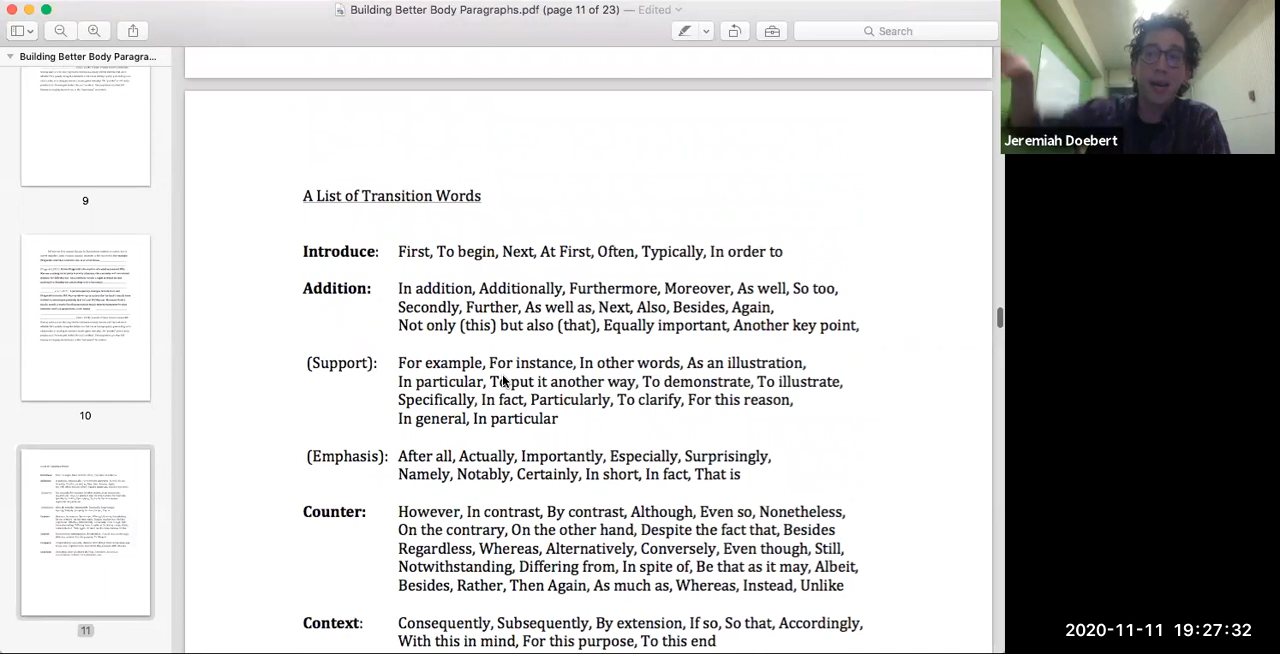 Building Better Body Paragraphs.pdf (page 11 of 23) — Edited
Search
Building Better Body Paragra...
9
10
11
A List of Transition Words
Introduce: First, To begin, Next, At First, Often, Typically, In order to
Addition: In addition, Additionally, Furthermore, Moreover, As well, So too,
Secondly, Further, As well as, Next, Also, Besides, Again,
Not only (this) but also (that), Equally important, Another key point,
(Support): For example, For instance, In other words, As an illustration,
In particular, To put it another way, To demonstrate, To illustrate,
Specifically, In fact, Particularly, To clarify, For this reason,
In general, In particular
(Emphasis): After all, Actually, Importantly, Especially, Surprisingly,
Namely, Notably, Certainly, In short, In fact, That is
Counter: However, In contrast, By contrast, Although, Even so, Nonetheless,
On the contrary, On the other hand, Despite the fact that, Besides
Regardless, Whereas, Alternatively, Conversely, Even though, Still,
Notwithstanding, Differing from, In spite of, Be that as it may, Albeit,
Besides, Rather, Then Again, As much as, Whereas, Instead, Unlike
Context: Consequently, Subsequently, By extension, If so, So that, Accordingly,
With this in mind, For this purpose, To this end
Jeremiah Doebert
2020-11-11 19:27:32